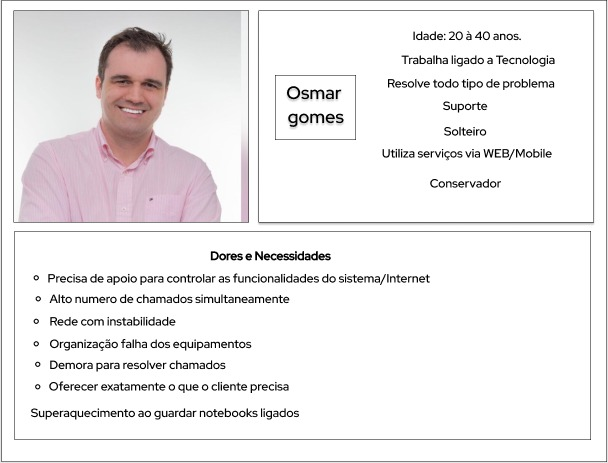 Osmar
gomes
Idade: 20 à 40 anos.
Trabalha ligado a Tecnologia
Resolve todo tipo de problema
Suporte
Solteiro
Utiliza serviços via WEB/Mobile
Conservador
Dores e Necessidades
Precisa de apoio para controlar as funcionalidades do sistema/Internet
Alto numero de chamados simultaneamente
Rede com instabilidade
Organização falha dos equipamentos
Demora para resolver chamados
Oferecer exatamente o que o cliente precisa
Superaquecimento ao guardar notebooks ligados